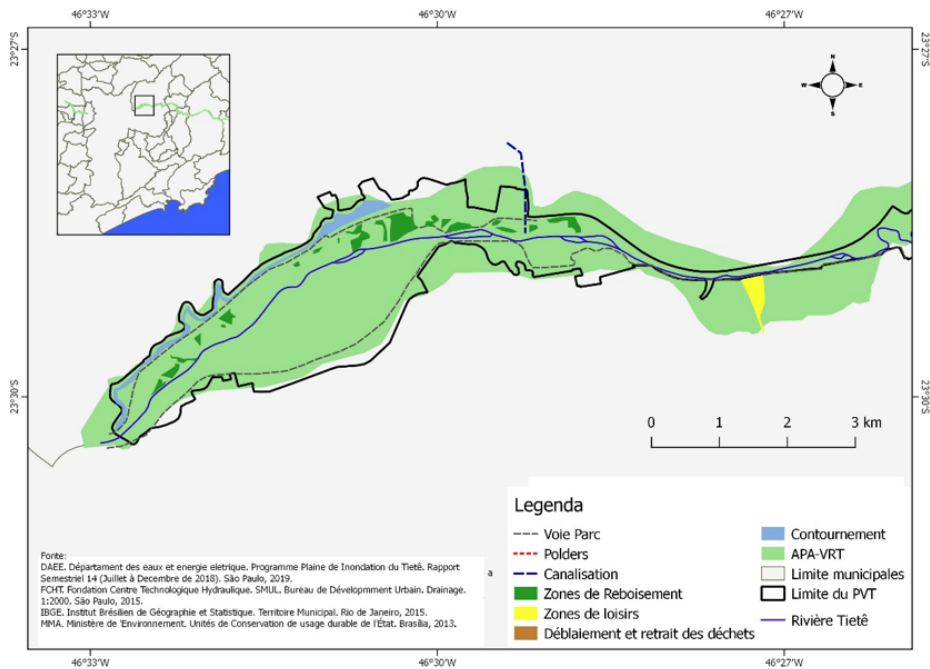 46°33'W 46°30'W 46°27'W
23°27'S 23°27'S
N
W E
S
23°30'S 23°30'S
0 1 2 3 km
Legenda
Voie Parc
Polders
Canalisation
Zones de Reboisement
Zones de loisirs
Déblaiement et retrait des déchets
Contournement
APA-VRT
Limite municipales
Limite du PVT
Rivière Tietê
a
Fonte:
DAEE. Départament des eaux et energie eletrique. Programme Plaine de Inondation du Tietê. Rapport
Semestriel 14 (Juillet à Decembre de 2018). São Paulo, 2019.
FCHT. Fondation Centre Technologique Hydraulique. SMUL. Bureau de Dévelopmment Urbain. Drainage.
1:2000. São Paulo, 2015.
IBGE. Institut Brésilien de Géographie et Statistique. Territoire Municipal. Rio de Janeiro, 2015.
MMA. Ministère de 'Environnement. Unités de Conservation de usage durable de l'État. Brasília, 2013.
46°33'W 46°30'W 46°27'W